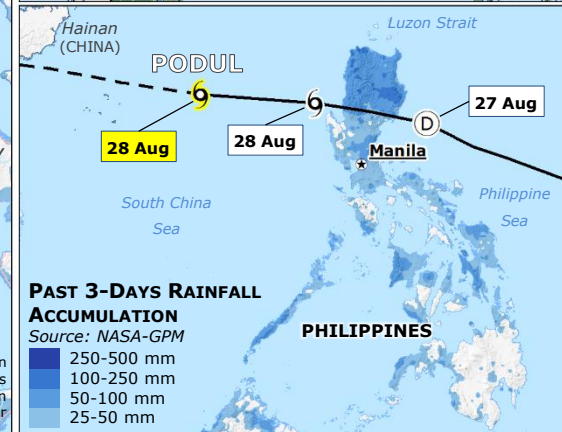 Hainan
(CHINA)
Luzon Strait
PODUL
27 Aug
28 Aug
28 Aug
Manila
South China
Sea
Philippine
Sea
PAST 3-DAYS RAINFALL
ACCUMULATION
Source: NASA-GPM
250-500 mm
100-250 mm
50-100 mm
25-50 mm
PHILIPPINES
D